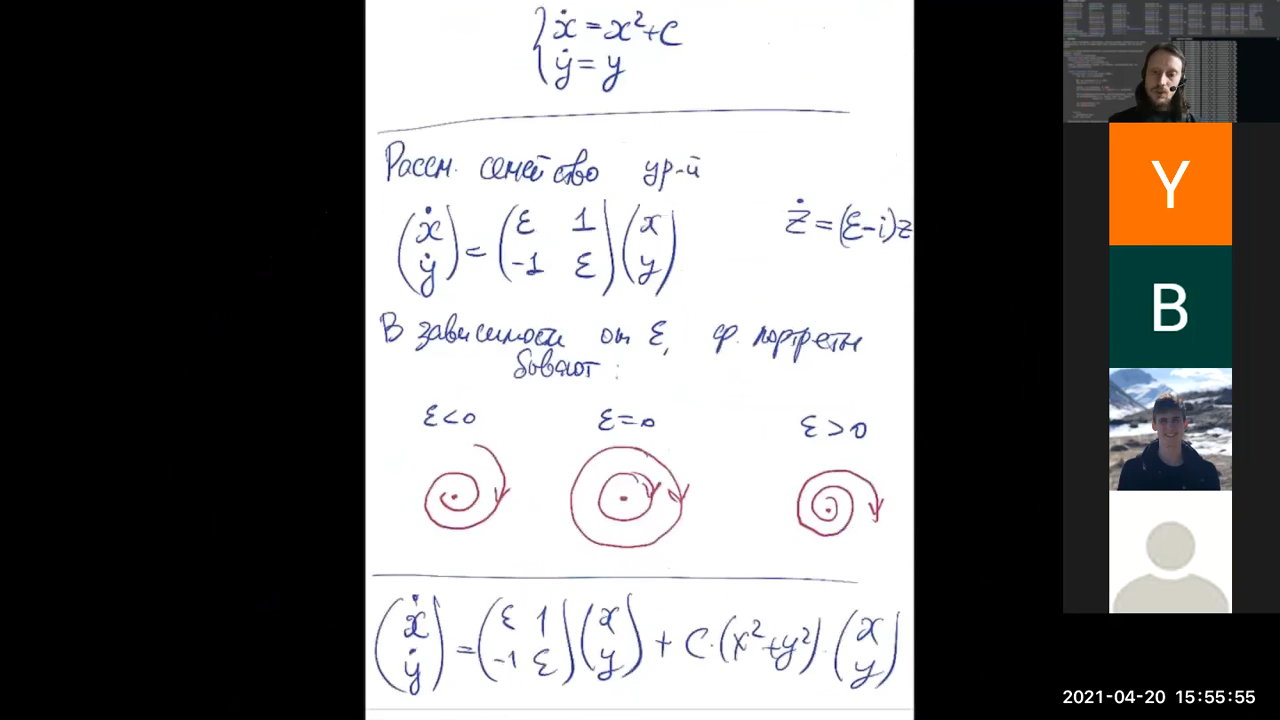 {ẋ = x²+c
{ẏ = y
Рассм. семейство ур-й
(ẋ ẏ) = (ε 1 -1 ε)(x y)
ż = (ε-i)z
В зависимости от ε, ф. портреты
бывают :
ε<0
ε=0
ε>0
(ẋ ẏ) = (ε 1 -1 ε)(x y) + C·(x²+y²)·(x y)
Y
B
2021-04-20 15:55:55